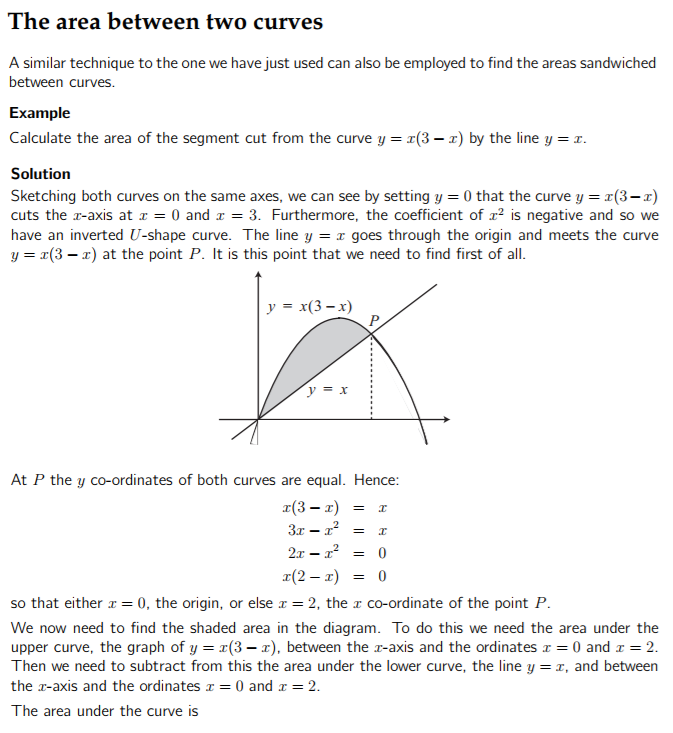 The area between two curves
A similar technique to the one we have just used can also be employed to find the areas sandwiched
between curves.
Example
Calculate the area of the segment cut from the curve y = x(3 − x) by the line y = x.
Solution
Sketching both curves on the same axes, we can see by setting y = 0 that the curve y = x(3−x)
cuts the x-axis at x = 0 and x = 3. Furthermore, the coefficient of x² is negative and so we
have an inverted U-shape curve. The line y = x goes through the origin and meets the curve
y = x(3 − x) at the point P. It is this point that we need to find first of all.
y = x(3 − x)
P
y = x
At P the y co-ordinates of both curves are equal. Hence:
x(3 − x) = x
3x − x² = x
2x − x² = 0
x(2 − x) = 0
so that either x = 0, the origin, or else x = 2, the x co-ordinate of the point P.
We now need to find the shaded area in the diagram. To do this we need the area under the
upper curve, the graph of y = x(3 − x), between the x-axis and the ordinates x = 0 and x = 2.
Then we need to subtract from this the area under the lower curve, the line y = x, and between
the x-axis and the ordinates x = 0 and x = 2.
The area under the curve is